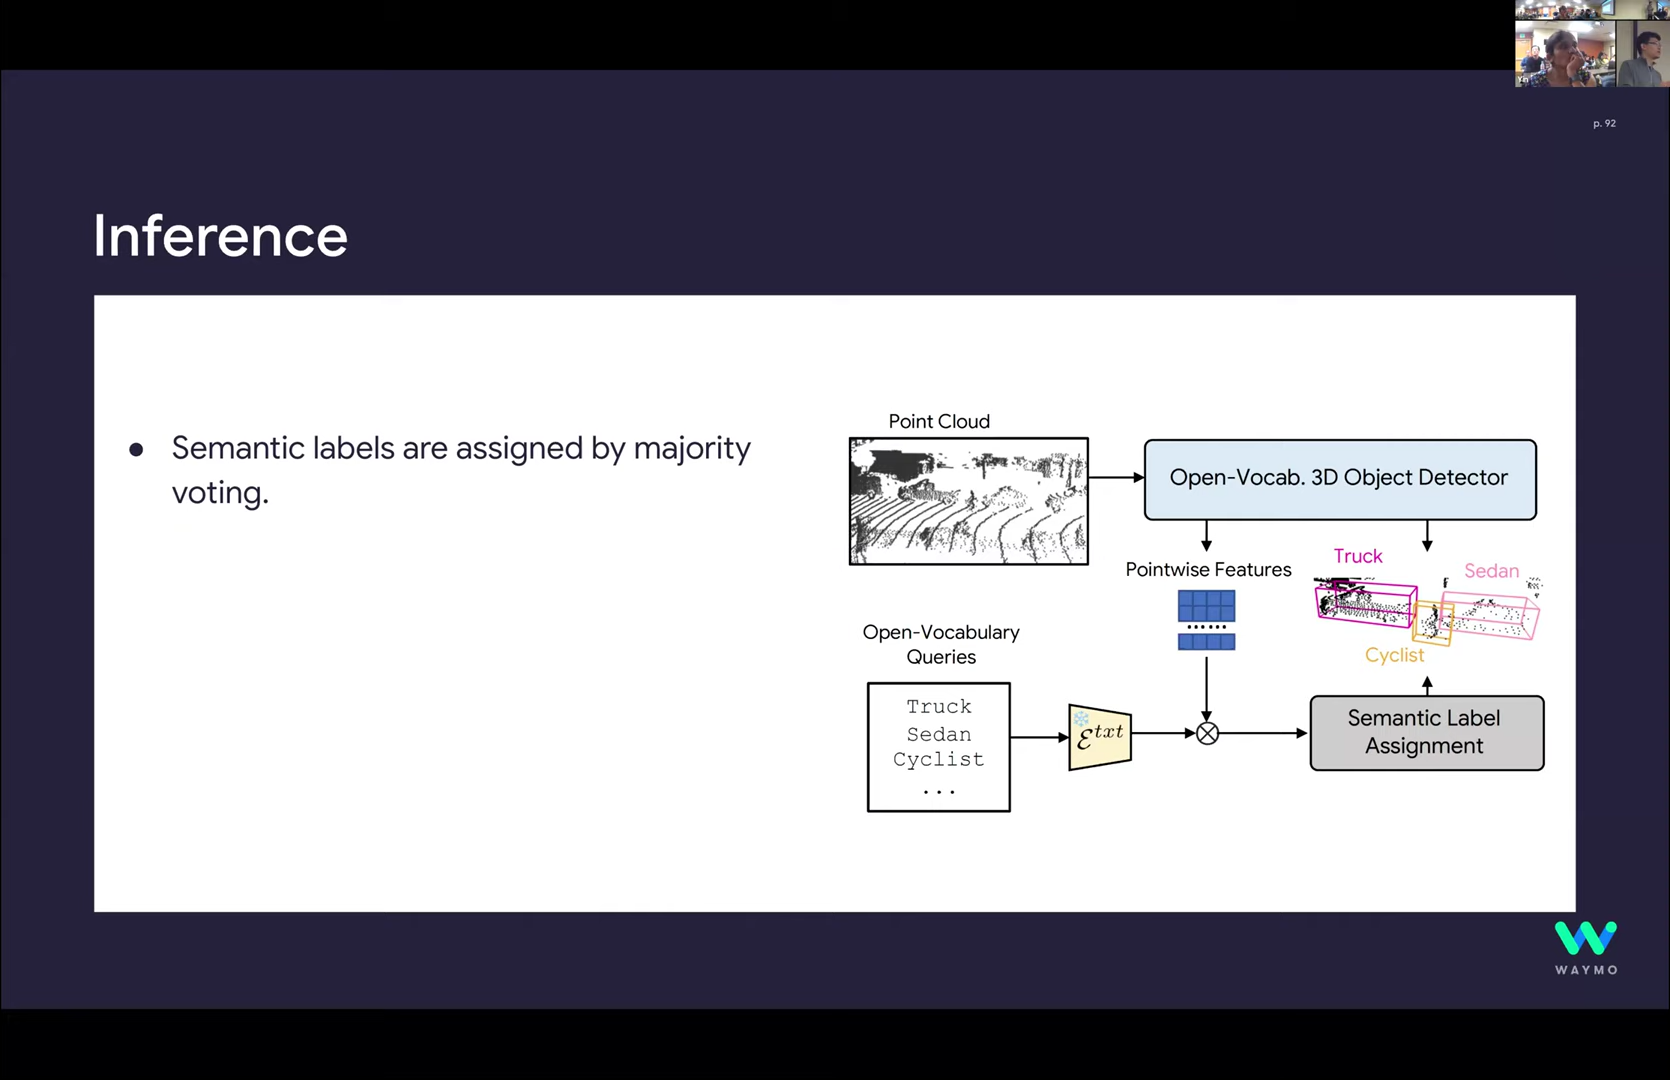 p. 92
Inference
● Semantic labels are assigned by majority
voting.
Point Cloud
Open-Vocab. 3D Object Detector
Pointwise Features
Truck
Sedan
Cyclist
Open-Vocabulary
Queries
Truck
Sedan
Cyclist
...
ℰtxt
Semantic Label
Assignment
WAYMO